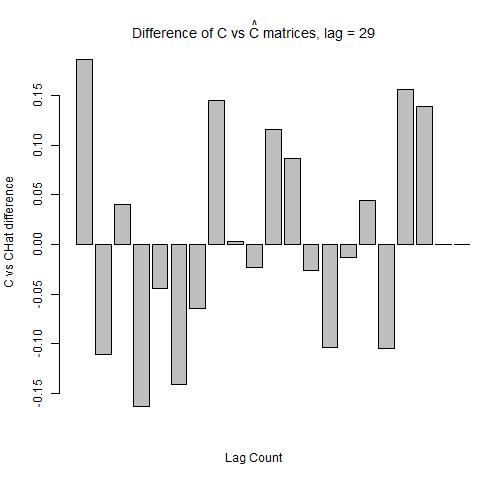 Difference of C vs Ĉ matrices, lag = 29
0.15
0.10
0.05
0.00
-0.05
-0.10
-0.15
C vs CHat difference
Lag Count